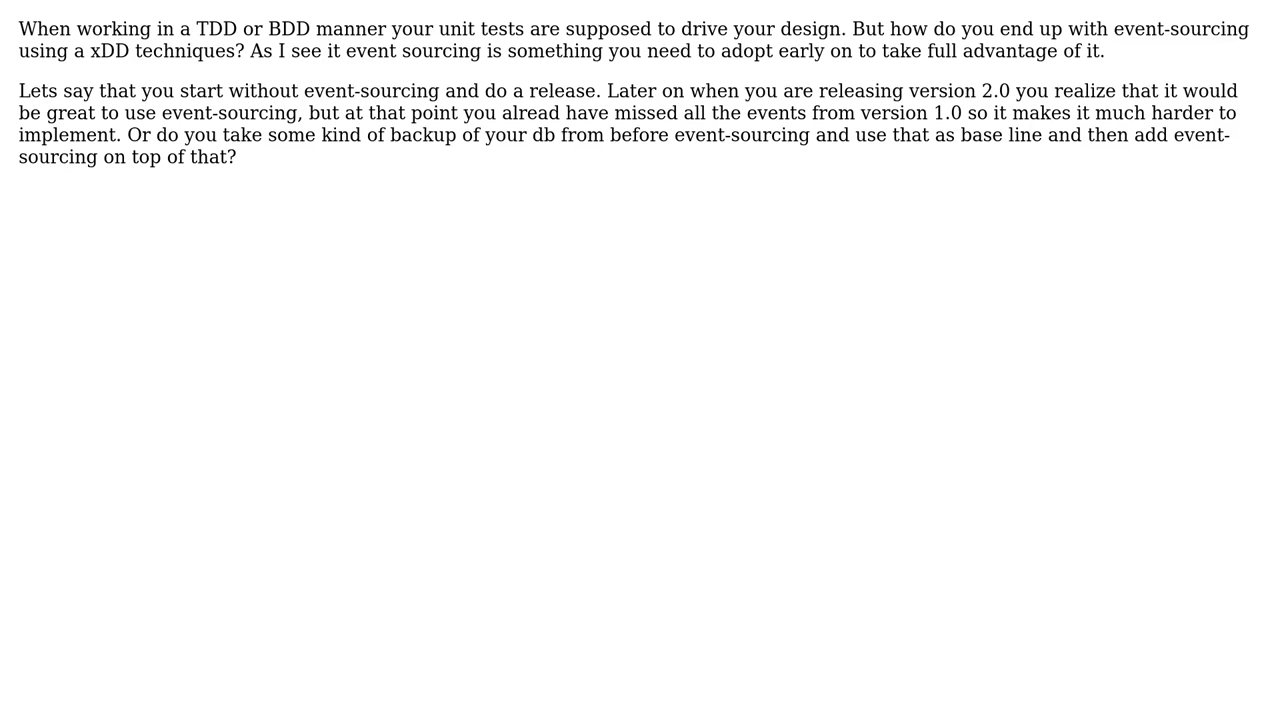 When working in a TDD or BDD manner your unit tests are supposed to drive your design. But how do you end up with event-sourcing
using a xDD techniques? As I see it event sourcing is something you need to adopt early on to take full advantage of it.
Lets say that you start without event-sourcing and do a release. Later on when you are releasing version 2.0 you realize that it would
be great to use event-sourcing, but at that point you alread have missed all the events from version 1.0 so it makes it much harder to
implement. Or do you take some kind of backup of your db from before event-sourcing and use that as base line and then add event-
sourcing on top of that?